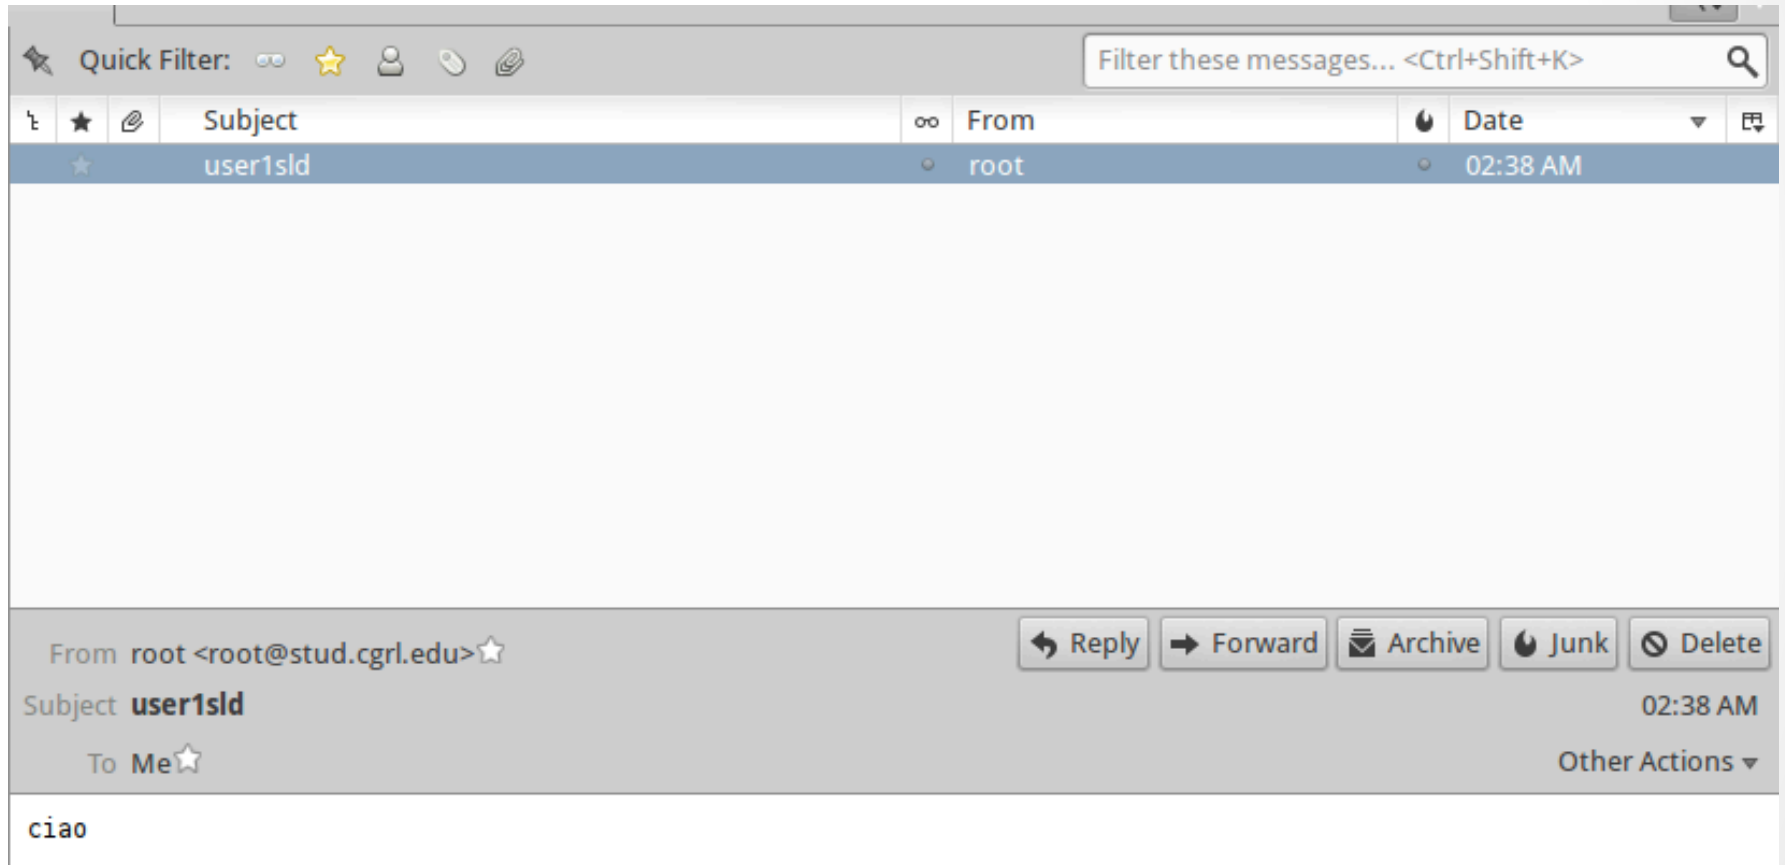 Quick Filter: Filter these messages... <Ctrl+Shift+K>
Subject From Date
user1sld root 02:38 AM
From root <root@stud.cgrl.edu> Reply Forward Archive Junk Delete
Subject user1sld 02:38 AM
To Me Other Actions
ciao